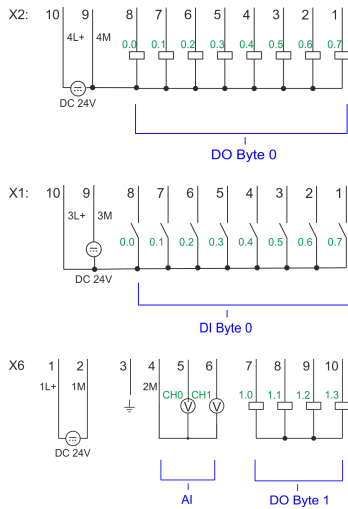 X2: 10 9 8 7 6 5 4 3 2 1
4L+ 4M 0.0 0.1 0.2 0.3 0.4 0.5 0.6 0.7
DC 24V
DO Byte 0
X1: 10 9 8 7 6 5 4 3 2 1
3L+ 3M 0.0 0.1 0.2 0.3 0.4 0.5 0.6 0.7
DC 24V
DI Byte 0
X6 1 2 3 4 5 6 7 8 9 10
1L+ 1M 2M CH0 CH1 1.0 1.1 1.2 1.3
V V
DC 24V
AI DO Byte 1